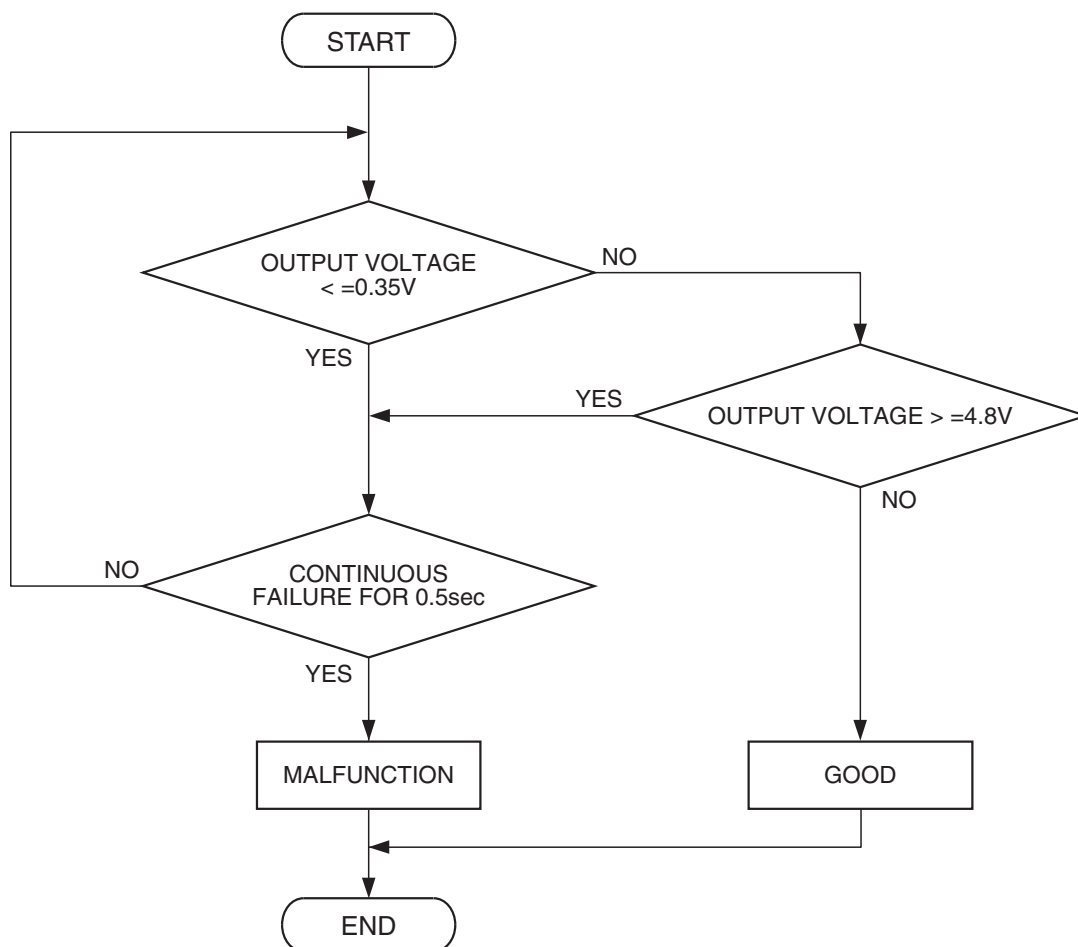 START
OUTPUT VOLTAGE
< =0.35V
NO
YES
YES
OUTPUT VOLTAGE > =4.8V
NO
NO
CONTINUOUS
FAILURE FOR 0.5sec
YES
MALFUNCTION
GOOD
END